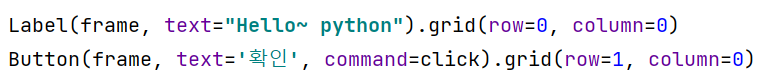 Label(frame, text="Hello~ python").grid(row=0, column=0)
Button(frame, text='확인', command=click).grid(row=1, column=0)